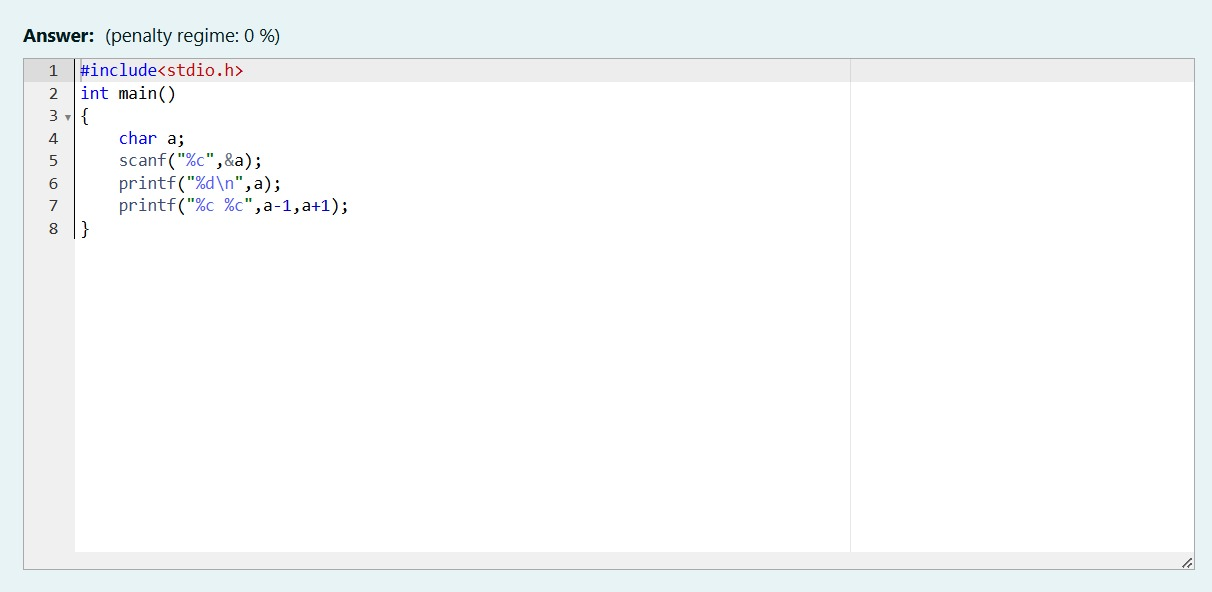 Answer: (penalty regime: 0 %)
1 #include<stdio.h>
2 int main()
3 {
4     char a;
5     scanf("%c",&a);
6     printf("%d\n",a);
7     printf("%c %c",a-1,a+1);
8 }